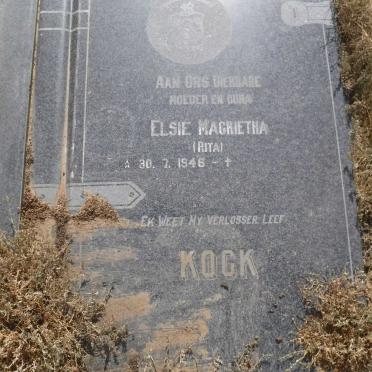 AAN ONS DIERBARE
MOEDER EN OUMA
ELSIE MAGRIETHA
(RITA)
30. 7. 1946 - ✝
EK WEET MY VERLOSSER LEEF
KOCK